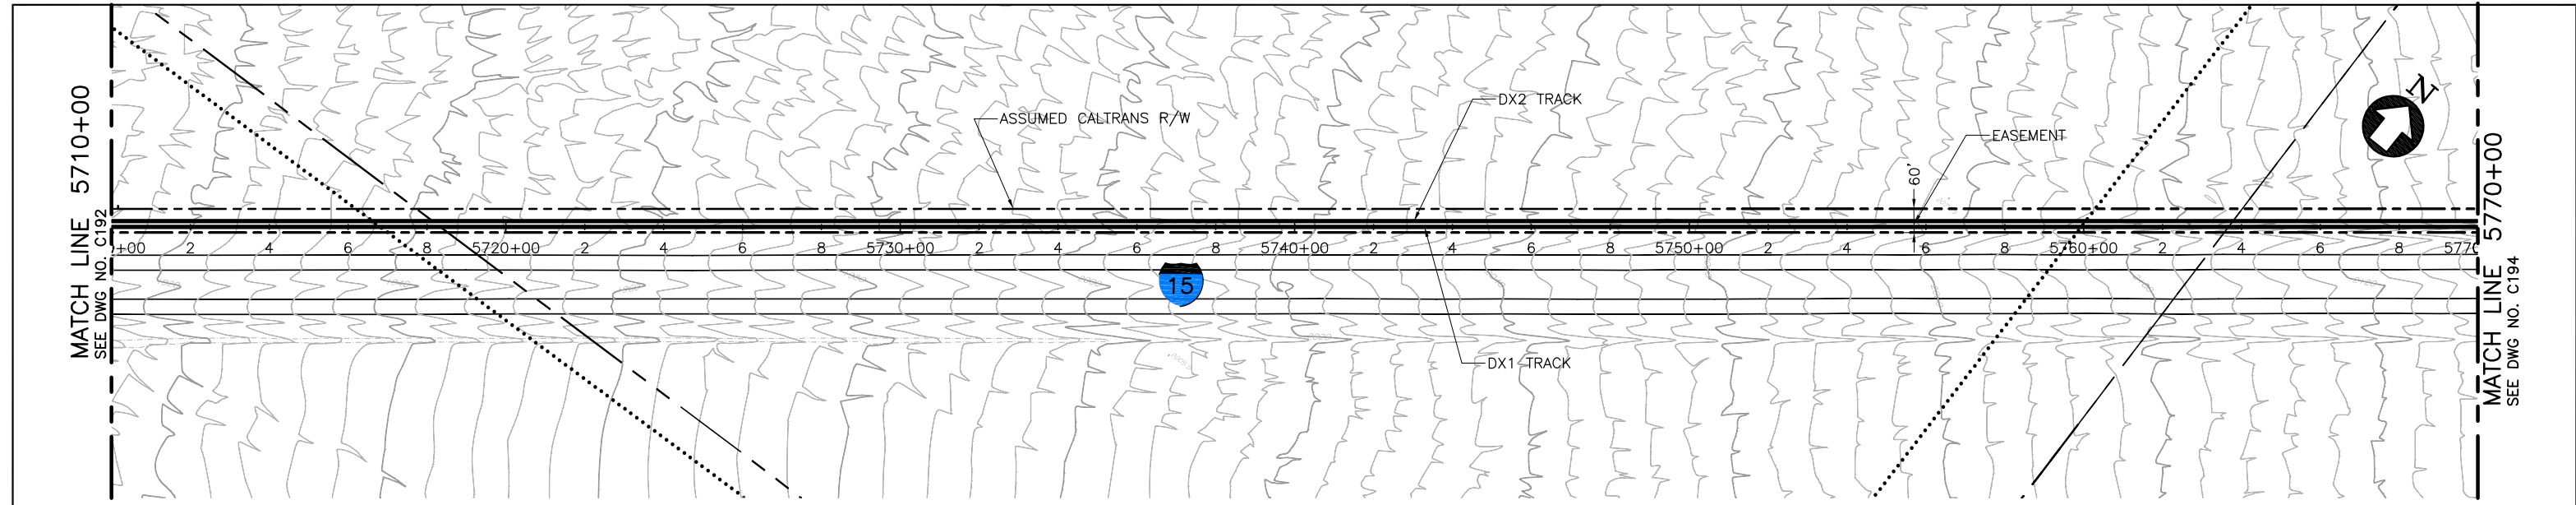 MATCH LINE 5710+00
SEE DWG NO. C192
ASSUMED CALTRANS R/W
DX2 TRACK
60'
EASEMENT
N
+00 2 4 6 8 5720+00 2 4 6 8 5730+00 2 4 6 8 5740+00 2 4 6 8 5750+00 2 4 6 8 5760+00 2 4 6 8 577
15
DX1 TRACK
MATCH LINE 5770+00
SEE DWG NO. C194